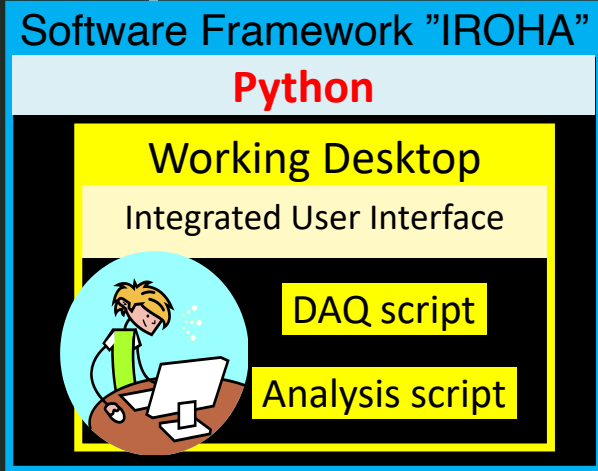 Software Framework ”IROHA”
Python
Working Desktop
Integrated User Interface
DAQ script
Analysis script